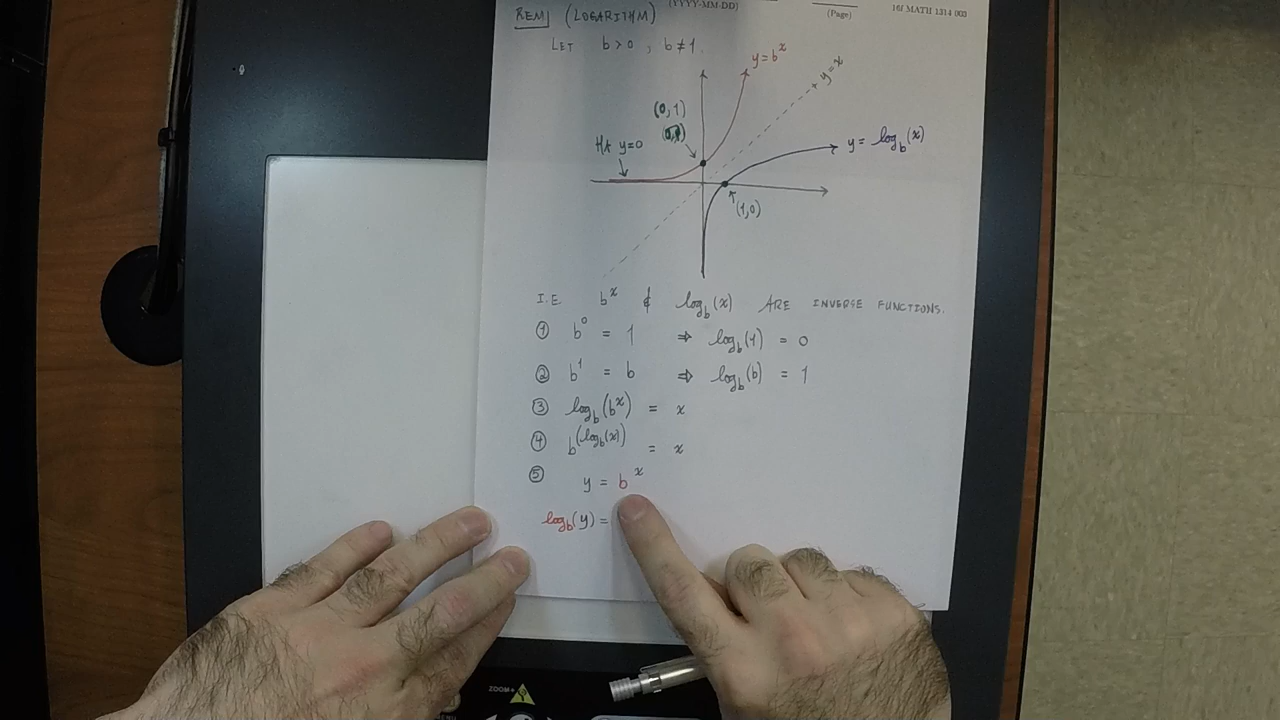 (YYYY-MM-DD)
(Page)
16f MATH 1314 003
REM (LOGARITHM)
LET b > 0 , b ≠ 1.
y = b^x
y = x
(0,1)
HA y=0
y = log_b(x)
(1,0)
I.E. b^x & log_b(x) ARE INVERSE FUNCTIONS.
① b^0 = 1 ⇒ log_b(1) = 0
② b^1 = b ⇒ log_b(b) = 1
③ log_b(b^x) = x
④ b^(log_b(x)) = x
⑤ y = b^x
log_b(y) =
ZOOM+